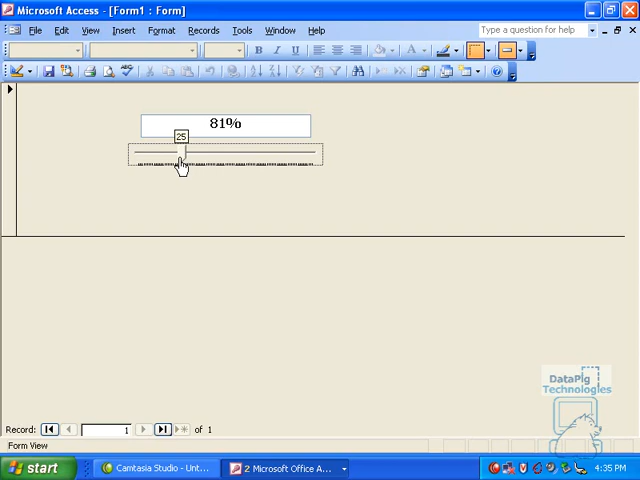 Microsoft Access - [Form1 : Form]
File Edit View Insert Format Records Tools Window Help
Type a question for help
B I U A
81%
25
DataPig
Technologies
Record: 1 of 1
Form View
start
Camtasia Studio - Unt...
2 Microsoft Office A...
4:35 PM